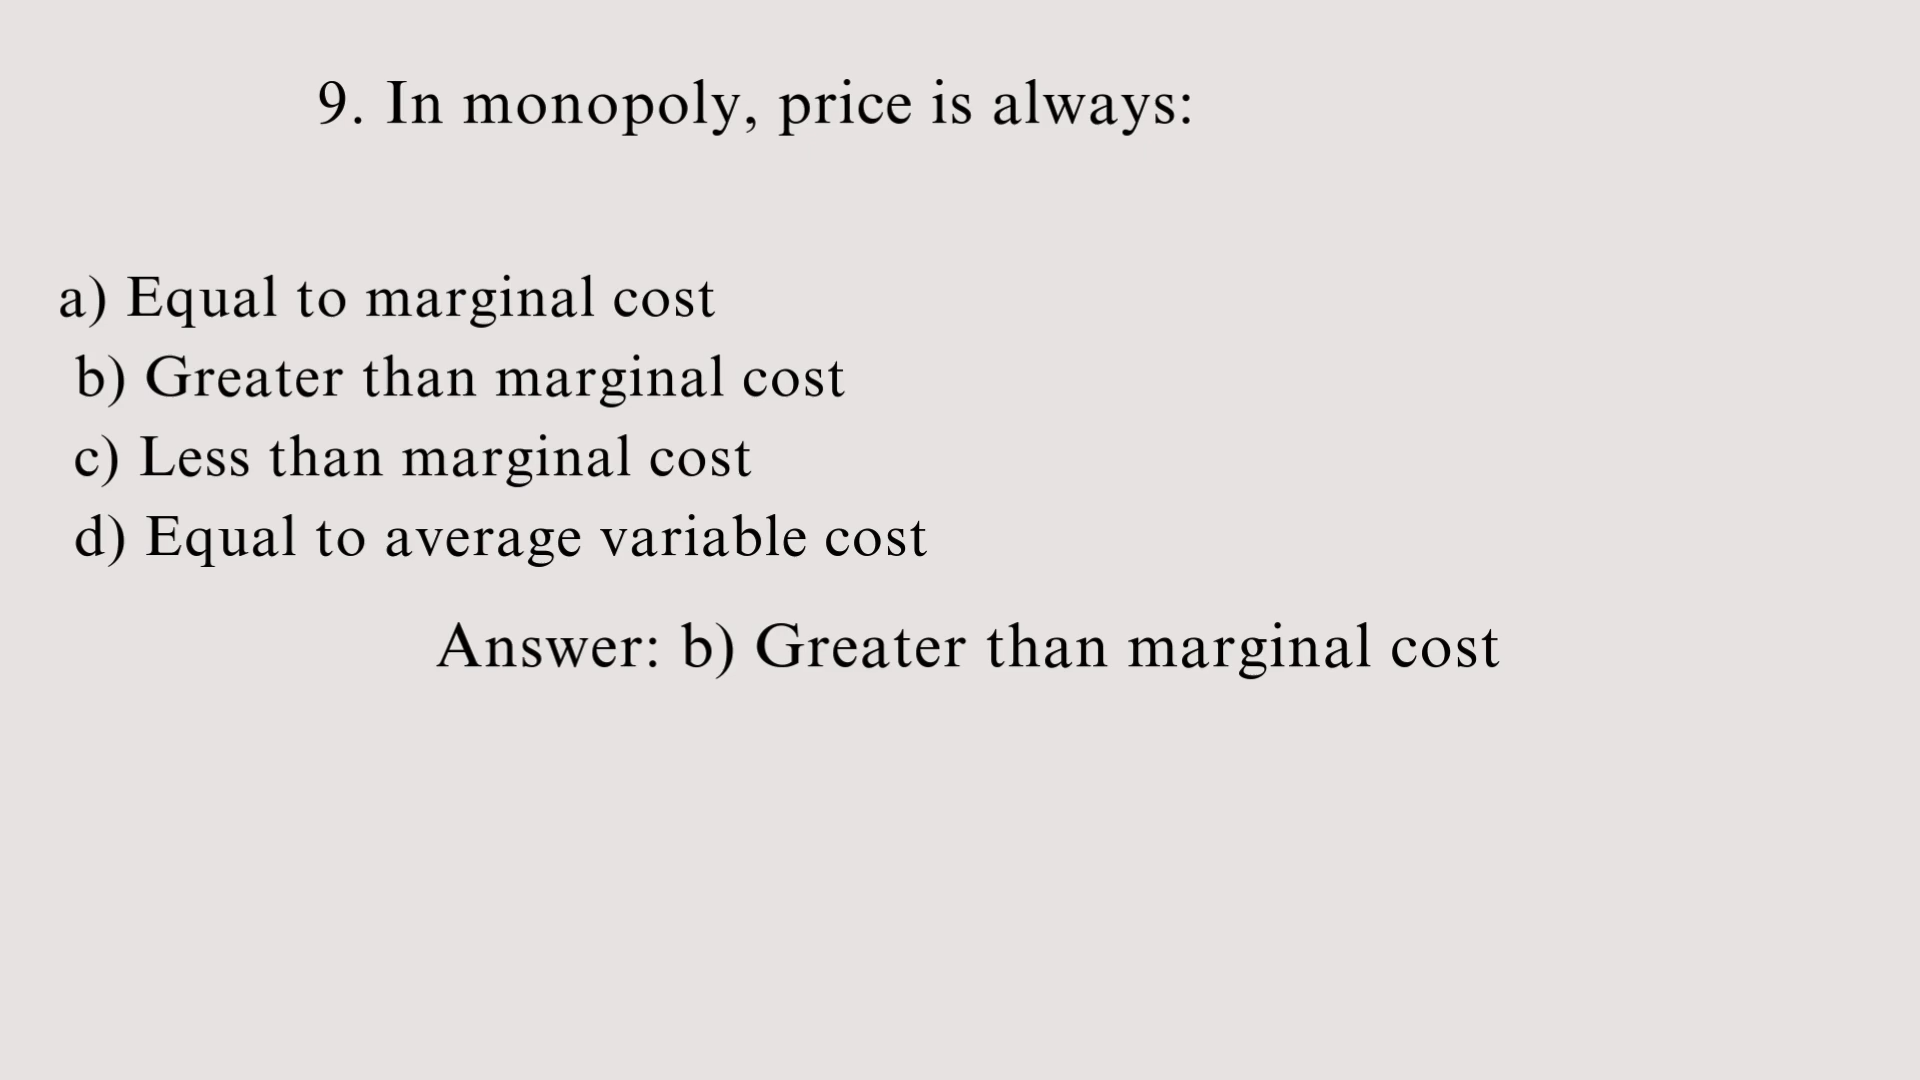 9. In monopoly, price is always:
a) Equal to marginal cost
b) Greater than marginal cost
c) Less than marginal cost
d) Equal to average variable cost
Answer: b) Greater than marginal cost